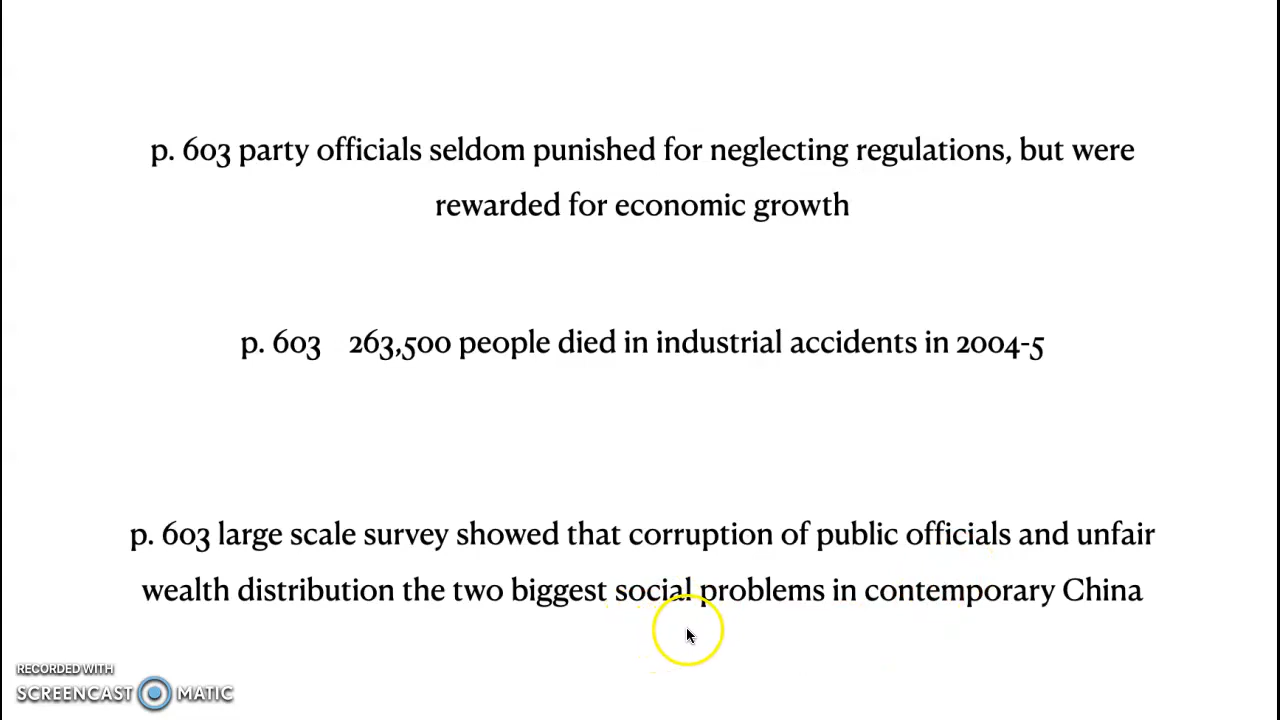 p. 603 party officials seldom punished for neglecting regulations, but were
rewarded for economic growth
p. 603 263,500 people died in industrial accidents in 2004-5
p. 603 large scale survey showed that corruption of public officials and unfair
wealth distribution the two biggest social problems in contemporary China
RECORDED WITH
SCREENCAST MATIC